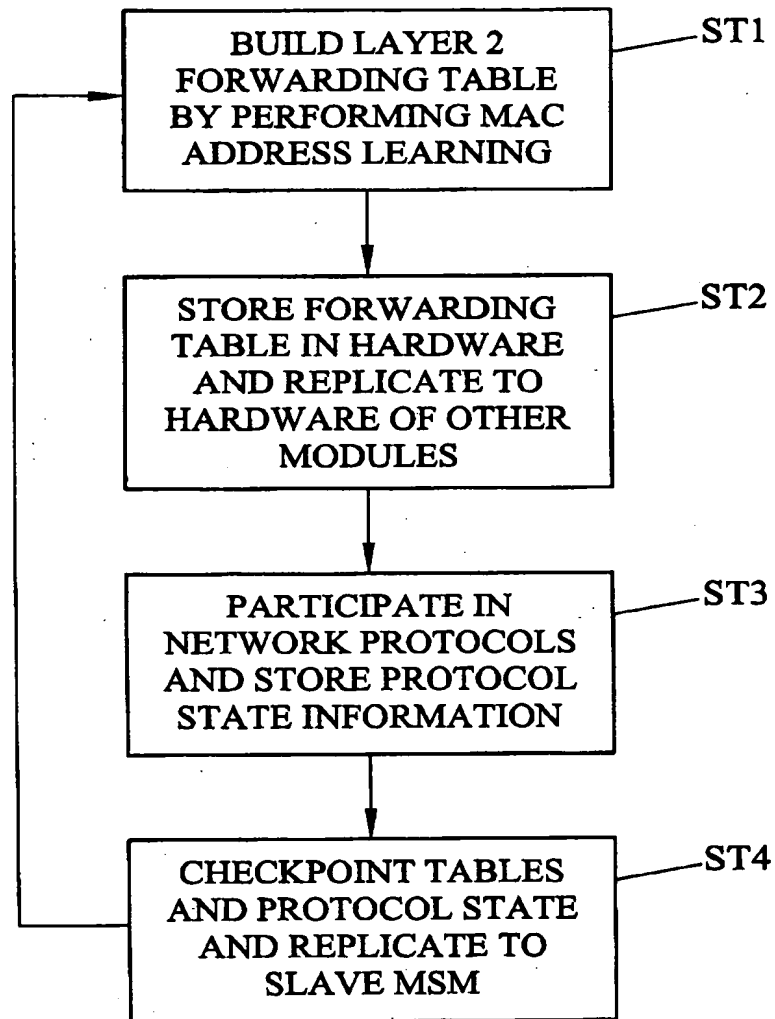 BUILD LAYER 2
FORWARDING TABLE
BY PERFORMING MAC
ADDRESS LEARNING
ST1
STORE FORWARDING
TABLE IN HARDWARE
AND REPLICATE TO
HARDWARE OF OTHER
MODULES
ST2
PARTICIPATE IN
NETWORK PROTOCOLS
AND STORE PROTOCOL
STATE INFORMATION
ST3
CHECKPOINT TABLES
AND PROTOCOL STATE
AND REPLICATE TO
SLAVE MSM
ST4